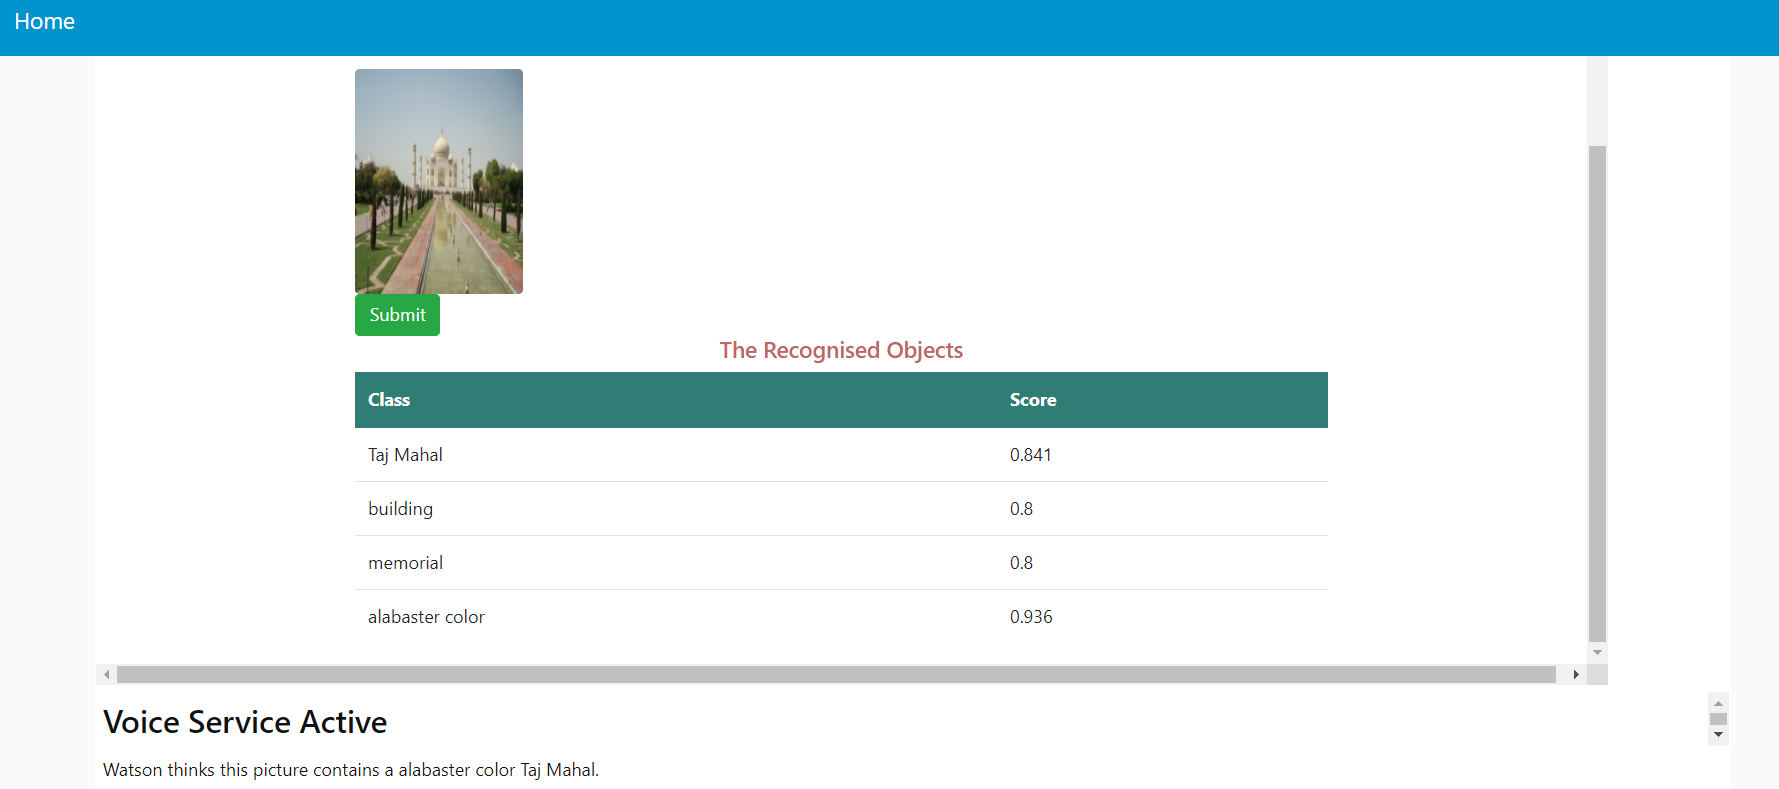 Home
Submit
The Recognised Objects
Class Score
Taj Mahal 0.841
building 0.8
memorial 0.8
alabaster color 0.936
Voice Service Active
Watson thinks this picture contains a alabaster color Taj Mahal.